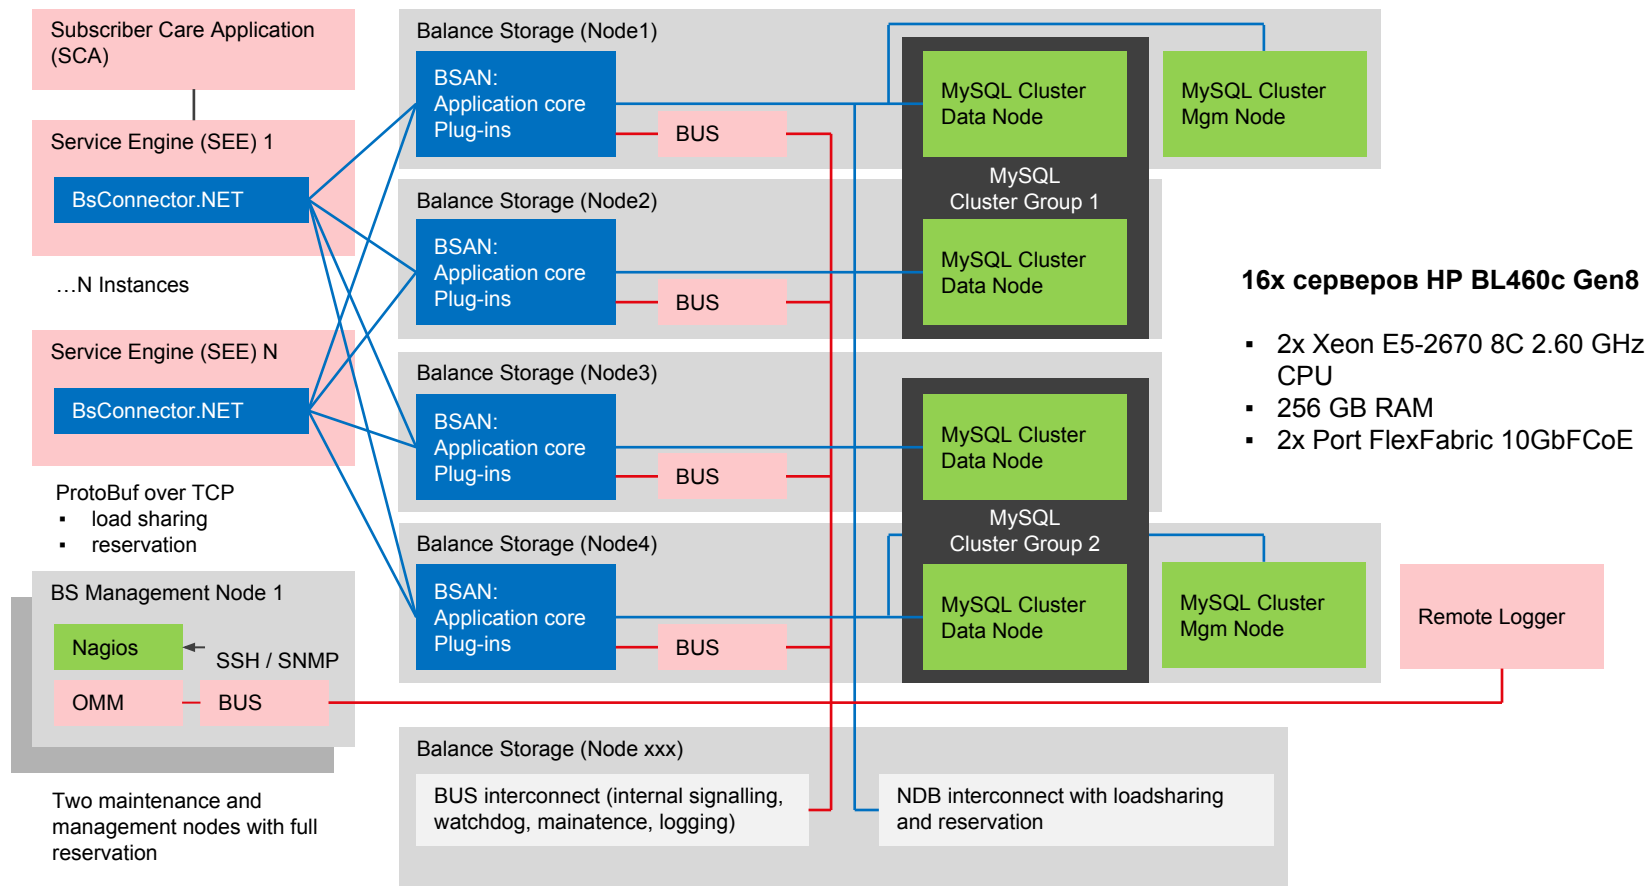 Subscriber Care Application
(SCA)
Service Engine (SEE) 1
BsConnector.NET
…N Instances
Service Engine (SEE) N
BsConnector.NET
ProtoBuf over TCP
▪ load sharing
▪ reservation
BS Management Node 1
Nagios
SSH / SNMP
OMM
BUS
Two maintenance and
management nodes with full
reservation
Balance Storage (Node1)
BSAN:
Application core
Plug-ins
BUS
MySQL Cluster
Data Node
MySQL Cluster
Mgm Node
MySQL
Cluster Group 1
Balance Storage (Node2)
BSAN:
Application core
Plug-ins
BUS
MySQL Cluster
Data Node
Balance Storage (Node3)
BSAN:
Application core
Plug-ins
BUS
MySQL Cluster
Data Node
MySQL
Cluster Group 2
Balance Storage (Node4)
BSAN:
Application core
Plug-ins
BUS
MySQL Cluster
Data Node
MySQL Cluster
Mgm Node
Remote Logger
Balance Storage (Node xxx)
BUS interconnect (internal signalling,
watchdog, mainatence, logging)
NDB interconnect with loadsharing
and reservation
16x серверов HP BL460c Gen8
▪ 2x Xeon E5-2670 8C 2.60 GHz
CPU
▪ 256 GB RAM
▪ 2x Port FlexFabric 10GbFCoE